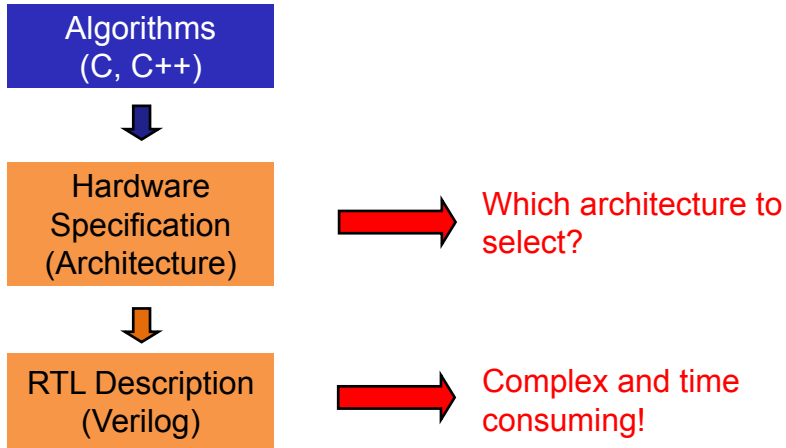 Algorithms
(C, C++)
Hardware
Specification
(Architecture)
Which architecture to
select?
RTL Description
(Verilog)
Complex and time
consuming!